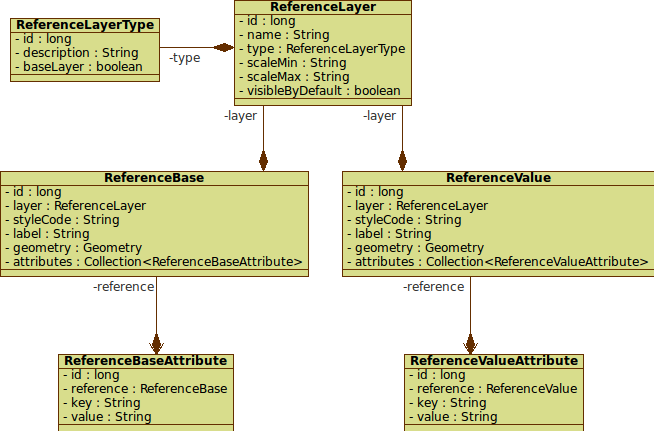 ReferenceLayerType
- id : long
- description : String
- baseLayer : boolean
-type
ReferenceLayer
- id : long
- name : String
- type : ReferenceLayerType
- scaleMin : String
- scaleMax : String
- visibleByDefault : boolean
-layer
-layer
ReferenceBase
- id : long
- layer : ReferenceLayer
- styleCode : String
- label : String
- geometry : Geometry
- attributes : Collection<ReferenceBaseAttribute>
ReferenceValue
- id : long
- layer : ReferenceLayer
- styleCode : String
- label : String
- geometry : Geometry
- attributes : Collection<ReferenceValueAttribute>
-reference
-reference
ReferenceBaseAttribute
- id : long
- reference : ReferenceBase
- key : String
- value : String
ReferenceValueAttribute
- id : long
- reference : ReferenceValue
- key : String
- value : String